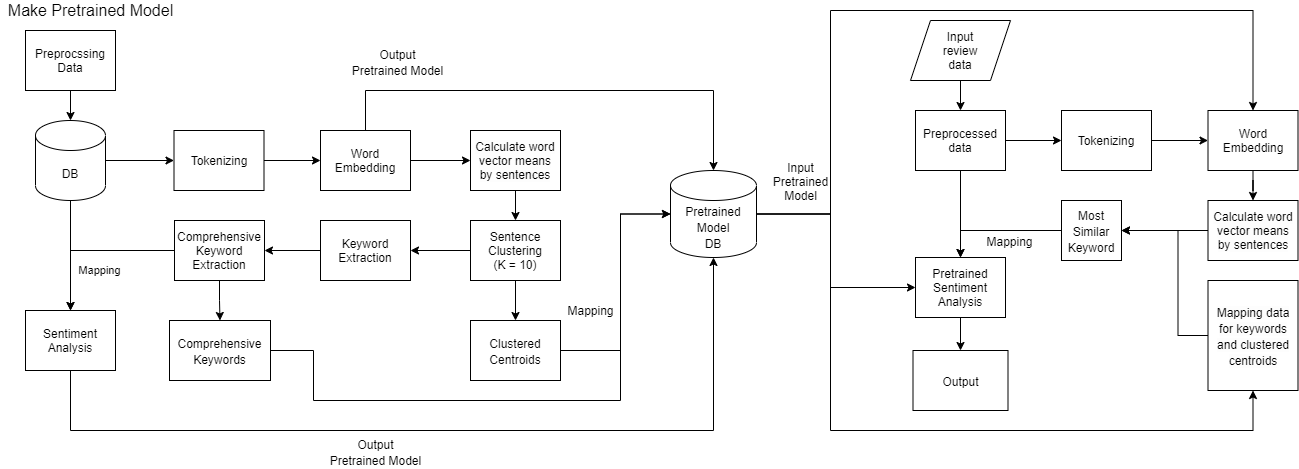 Make Pretrained Model
Preprocssing
Data
DB
Tokenizing
Word
Embedding
Output
Pretrained Model
Calculate word
vector means
by sentences
Sentence
Clustering
(K = 10)
Keyword
Extraction
Comprehensive
Keyword
Extraction
Mapping
Sentiment
Analysis
Comprehensive
Keywords
Clustered
Centroids
Mapping
Output
Pretrained Model
Pretrained
Model
DB
Input
Pretrained
Model
Input
review
data
Preprocessed
data
Tokenizing
Word
Embedding
Calculate word
vector means
by sentences
Most
Similar
Keyword
Mapping
Pretrained
Sentiment
Analysis
Mapping data
for keywords
and clustered
centroids
Output